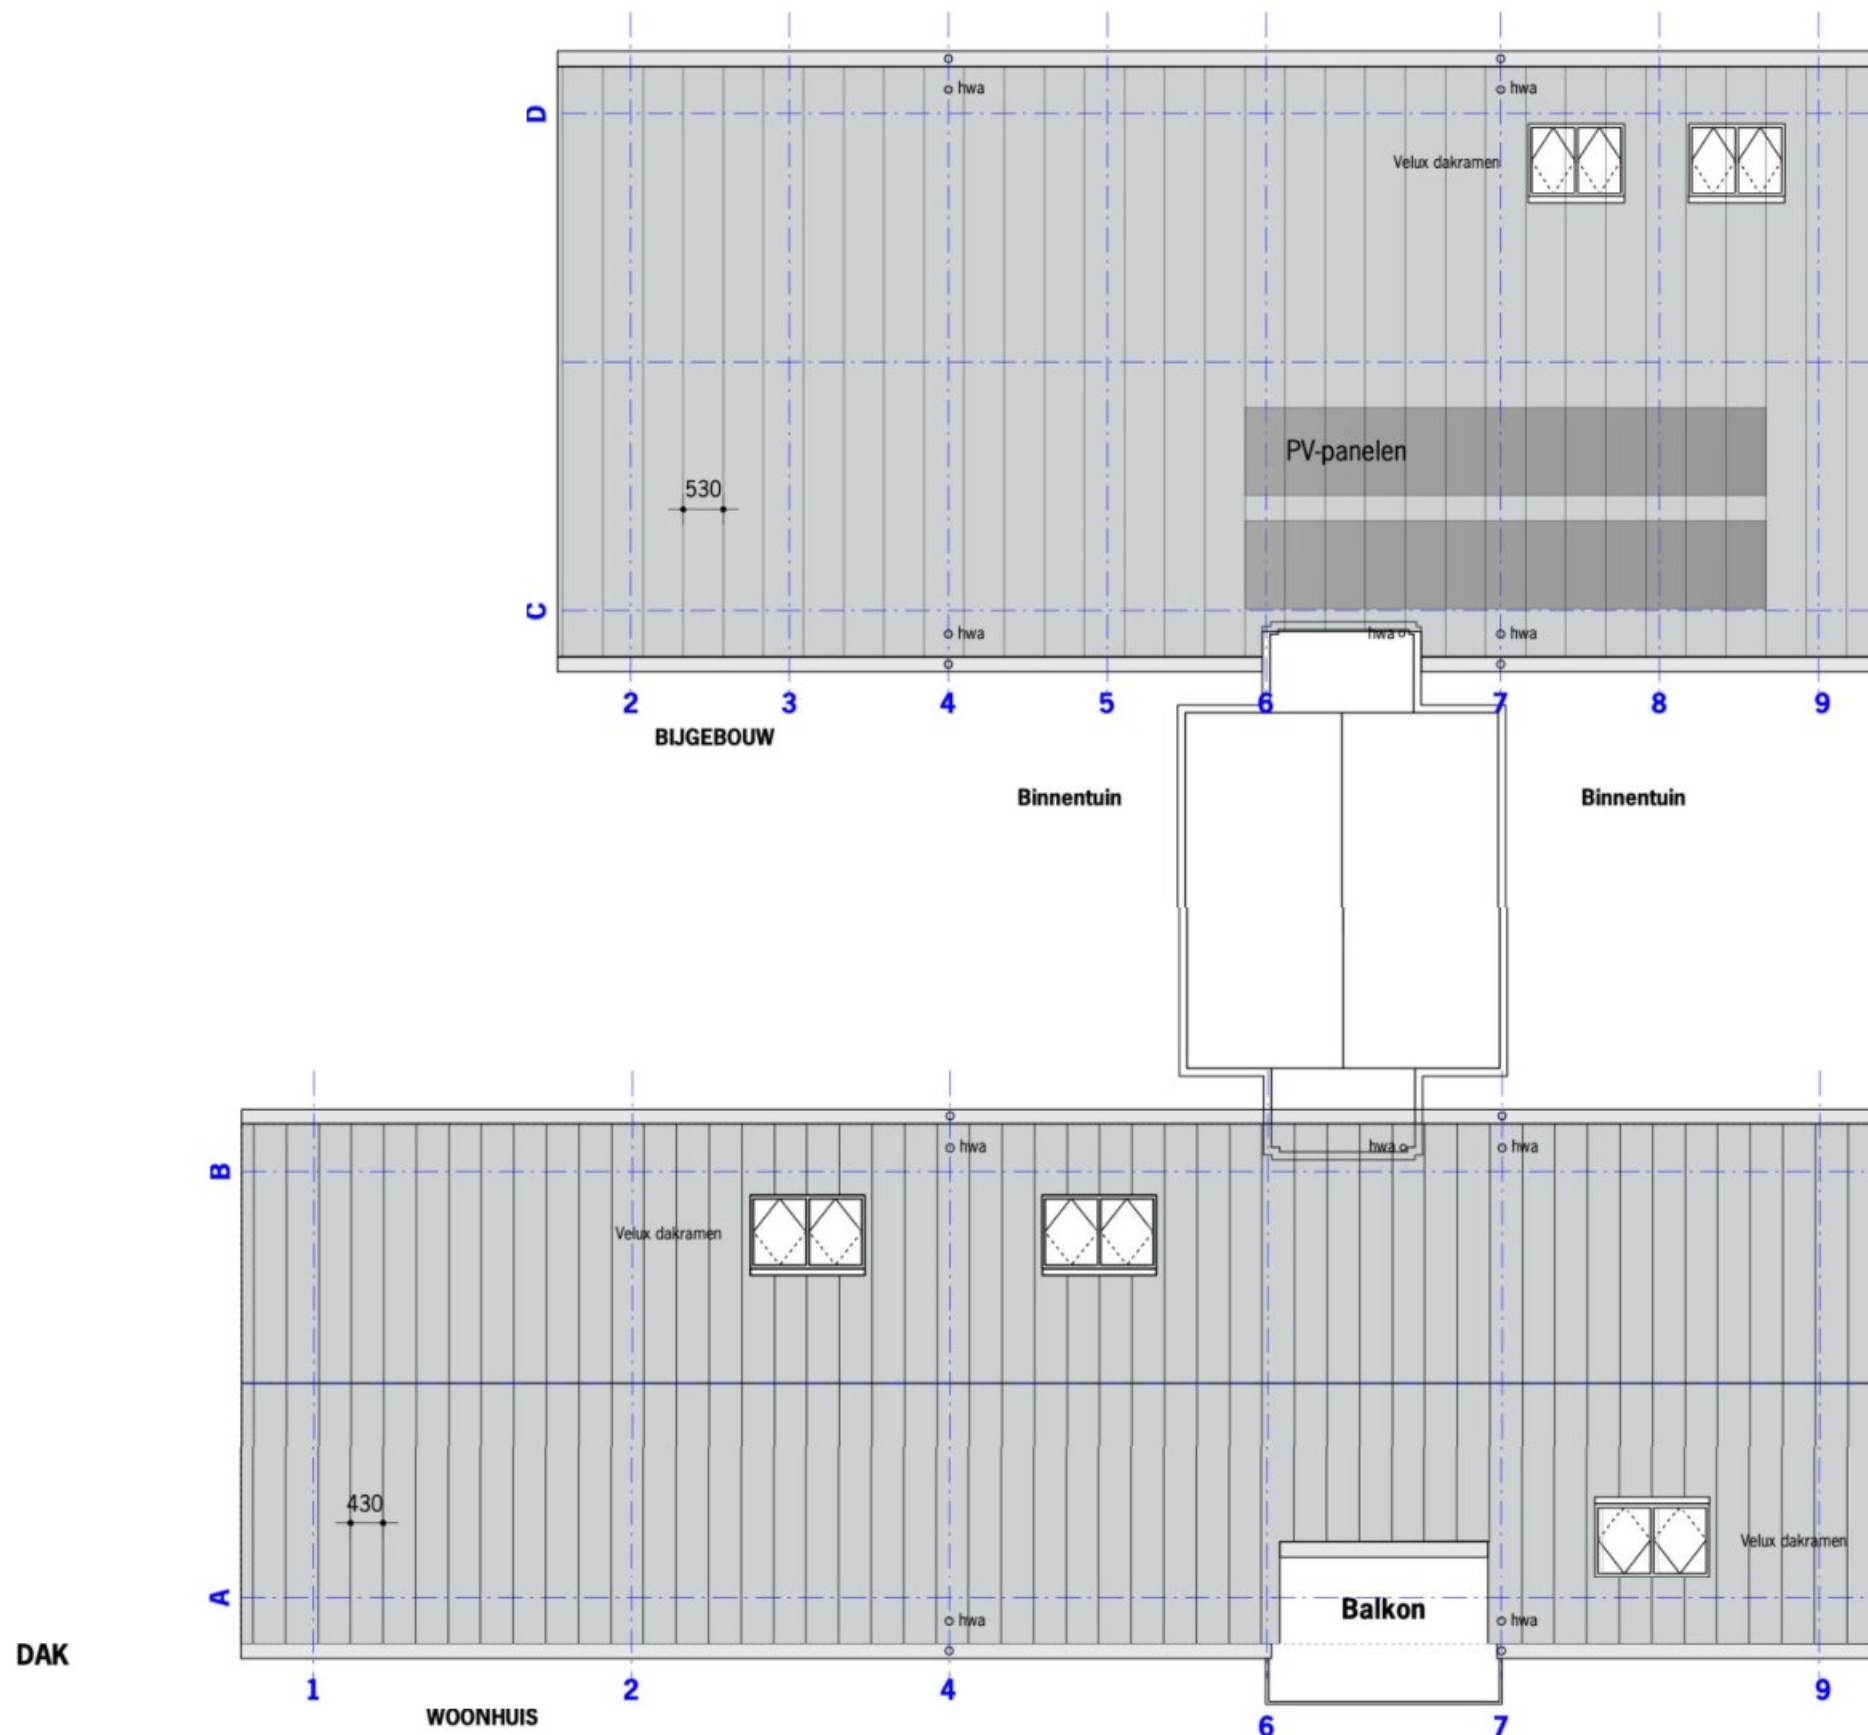 hwa
hwa
D
Velux dakramen
PV-panelen
530
C
hwa
hwa
hwa
2
3
4
5
6
7
8
9
BIJGEBOUW
Binnentuin
Binnentuin
hwa
hwa
hwa
B
Velux dakramen
430
Velux dakramen
A
Balkon
hwa
hwa
DAK
1
2
4
9
WOONHUIS
6
7